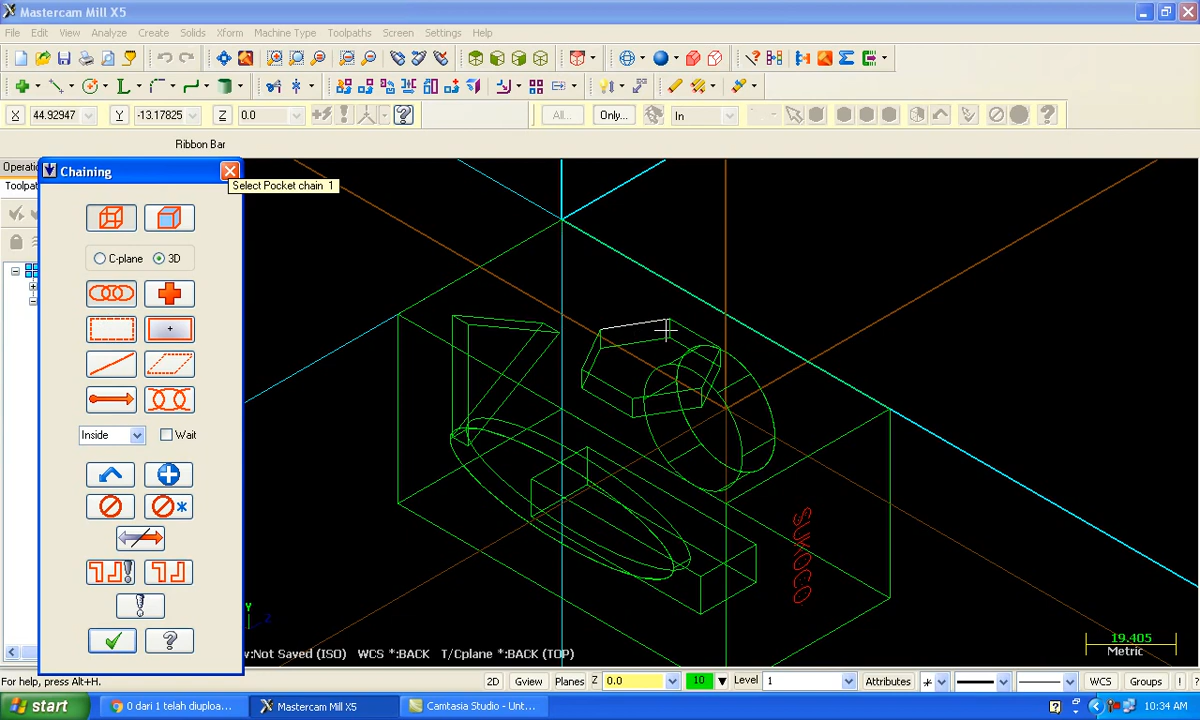 Mastercam Mill X5
File Edit View Analyze Create Solids Xform Machine Type Toolpaths Screen Settings Help
X 44.92947 Y -13.17825 Z 0.0 All... Only... In
Ribbon Bar
Operatio
Toolpat
Chaining
Select Pocket chain 1
C-plane 3D
Inside Wait
SUKOCO
Y
Z
w:Not Saved (ISO) WCS *:BACK T/Cplane *:BACK (TOP)
19.405
Metric
For help, press Alt+H. 2D Gview Planes Z 0.0 10 Level 1 Attributes * WCS Groups ! ?
start 0 dari 1 telah diuploa... Mastercam Mill X5 Camtasia Studio - Unt... 10:34 AM